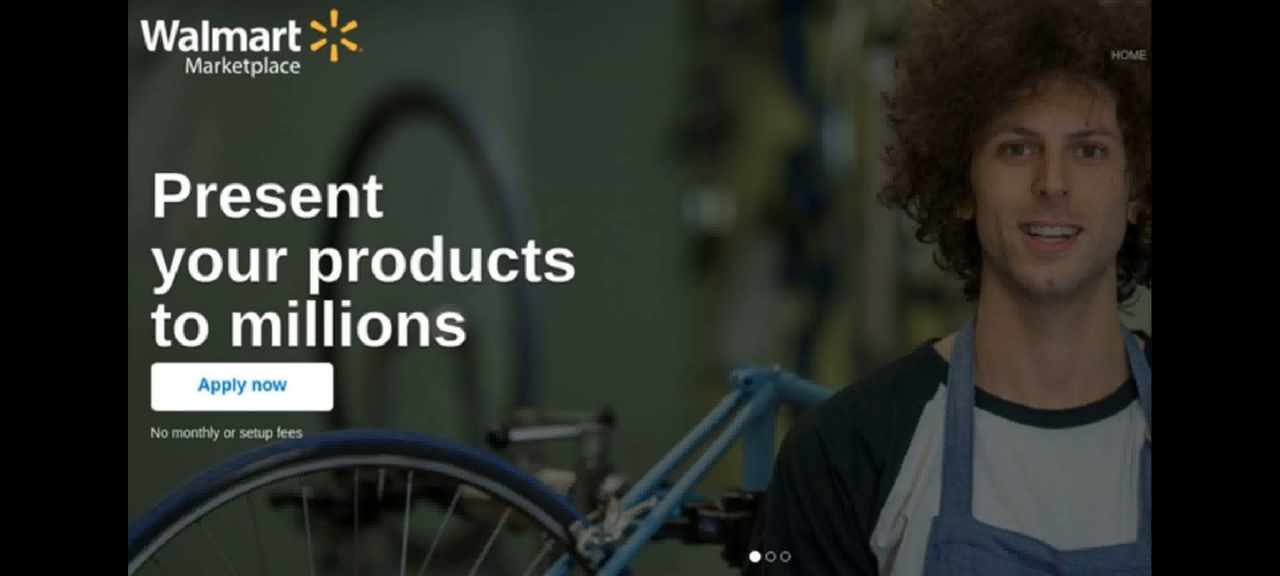 Walmart
Marketplace
HOME
Present
your products
to millions
Apply now
No monthly or setup fees